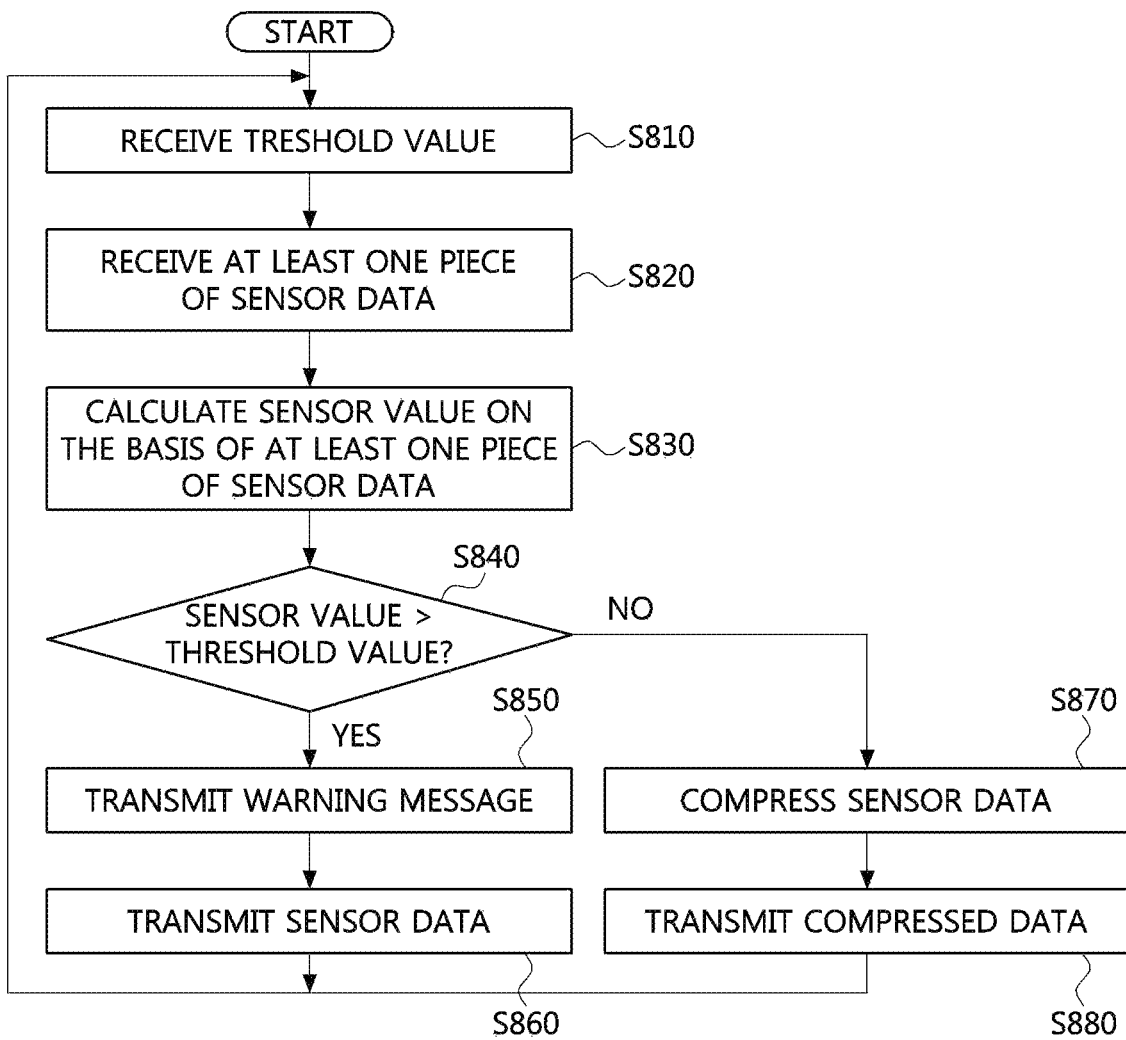 START
RECEIVE TRESHOLD VALUE
S810
RECEIVE AT LEAST ONE PIECE
OF SENSOR DATA
S820
CALCULATE SENSOR VALUE ON
THE BASIS OF AT LEAST ONE PIECE
OF SENSOR DATA
S830
S840
SENSOR VALUE >
THRESHOLD VALUE?
NO
YES
S850
TRANSMIT WARNING MESSAGE
S870
COMPRESS SENSOR DATA
TRANSMIT SENSOR DATA
S860
TRANSMIT COMPRESSED DATA
S880